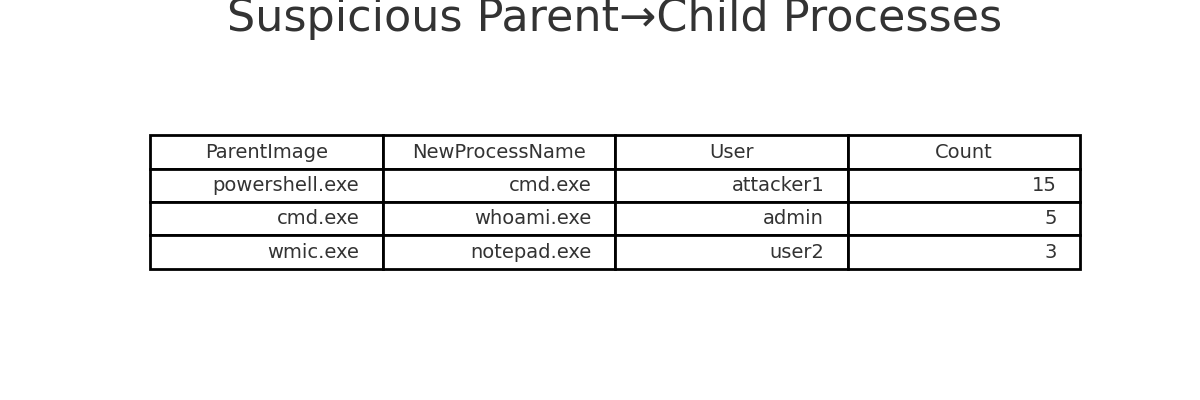 Suspicious Parent→Child Processes
ParentImage NewProcessName User Count
powershell.exe cmd.exe attacker1 15
cmd.exe whoami.exe admin 5
wmic.exe notepad.exe user2 3